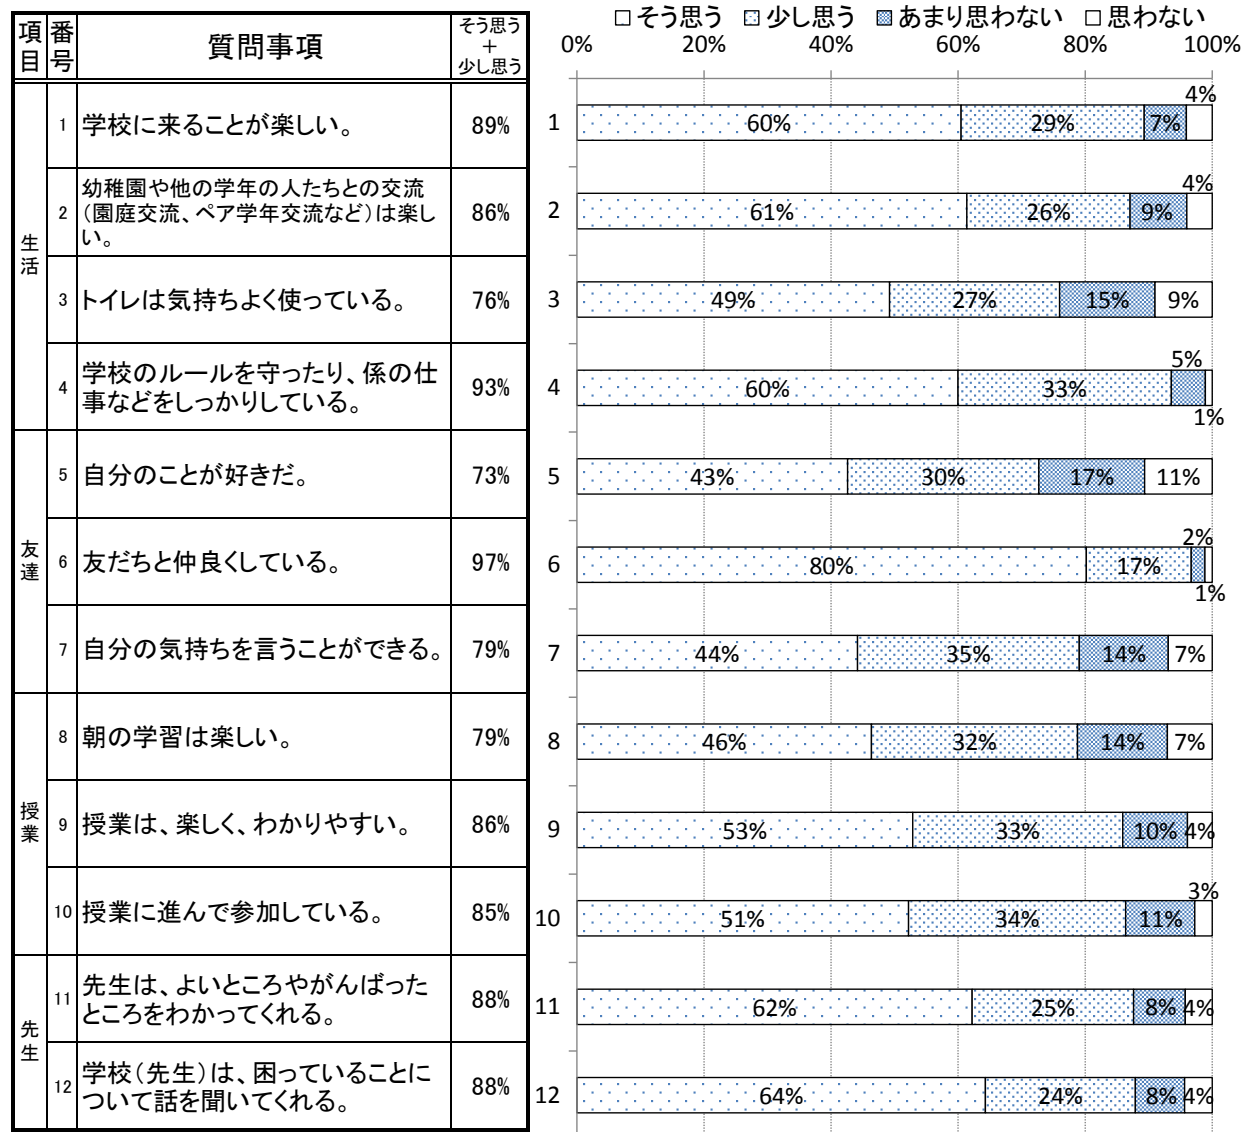 項目 番号 質問事項 そう思う＋少し思う
生活
1 学校に来ることが楽しい。 89%
2 幼稚園や他の学年の人たちとの交流
（園庭交流、ペア学年交流など）は楽し
い。 86%
3 トイレは気持ちよく使っている。 76%
4 学校のルールを守ったり、係の仕
事などをしっかりしている。 93%
友達
5 自分のことが好きだ。 73%
6 友だちと仲良くしている。 97%
7 自分の気持ちを言うことができる。 79%
授業
8 朝の学習は楽しい。 79%
9 授業は、楽しく、わかりやすい。 86%
10 授業に進んで参加している。 85%
先生
11 先生は、よいところやがんばった
ところをわかってくれる。 88%
12 学校（先生）は、困っていることに
ついて話を聞いてくれる。 88%
そう思う 少し思う あまり思わない 思わない
0% 20% 40% 60% 80% 100%
1 60% 29% 7% 4%
2 61% 26% 9% 4%
3 49% 27% 15% 9%
4 60% 33% 5% 1%
5 43% 30% 17% 11%
6 80% 17% 2% 1%
7 44% 35% 14% 7%
8 46% 32% 14% 7%
9 53% 33% 10% 4%
10 51% 34% 11% 3%
11 62% 25% 8% 4%
12 64% 24% 8% 4%